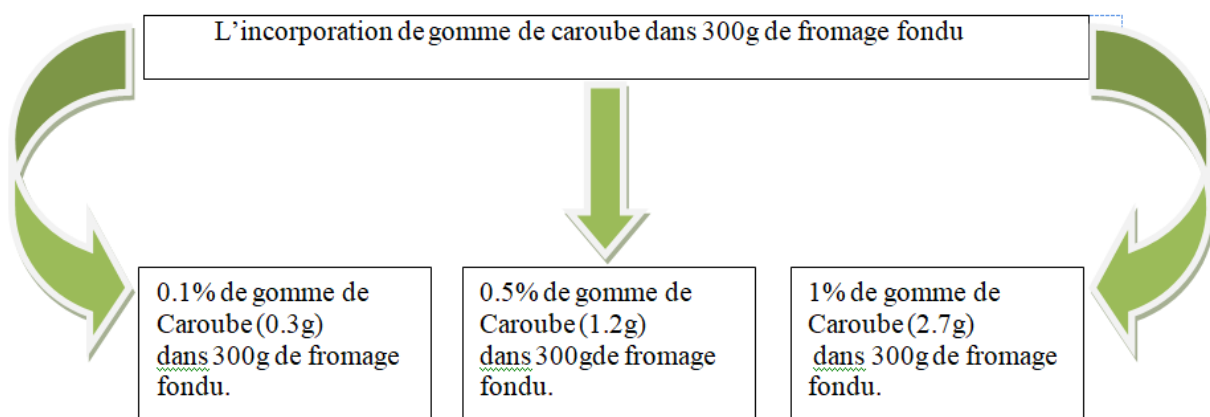 L’incorporation de gomme de caroube dans 300g de fromage fondu
0.1% de gomme de
Caroube (0.3g)
dans 300g de fromage
fondu.
0.5% de gomme de
Caroube (1.2g)
dans 300gde fromage
fondu.
1% de gomme de
Caroube (2.7g)
dans 300g de fromage
fondu.